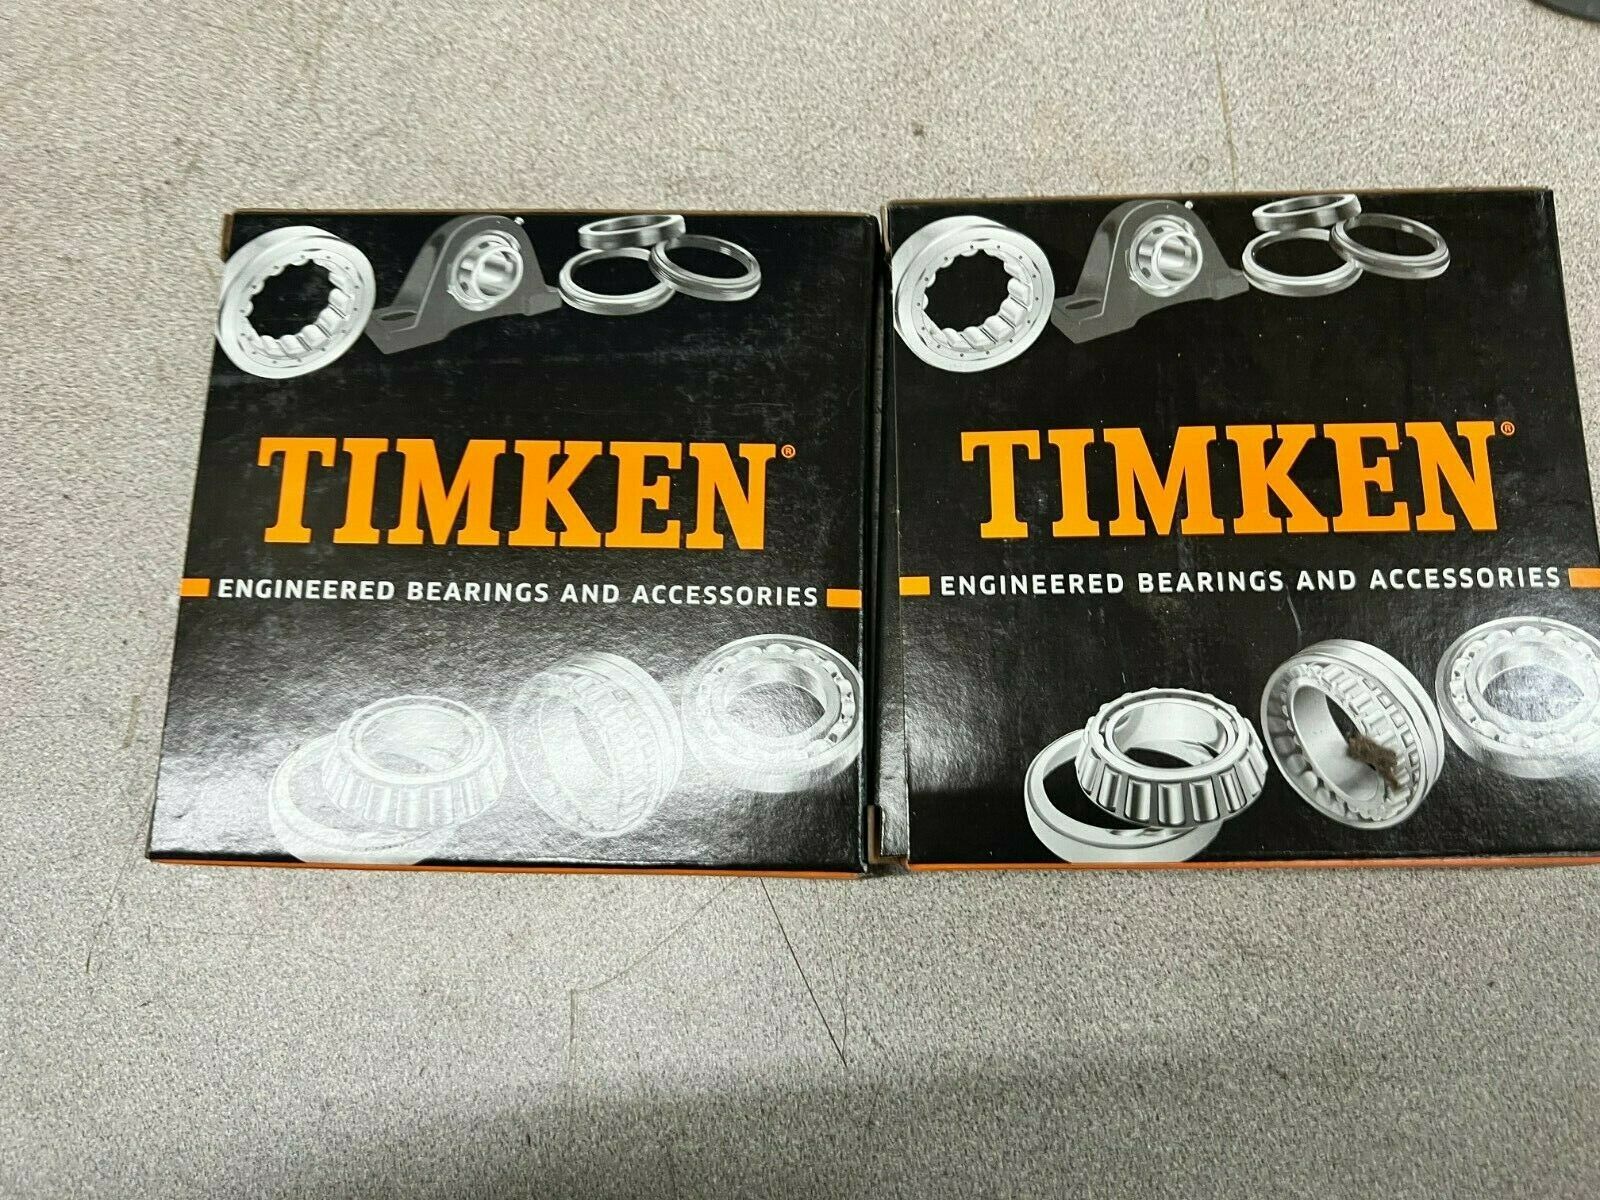 TIMKEN®
ENGINEERED BEARINGS AND ACCESSORIES
TIMKEN®
ENGINEERED BEARINGS AND ACCESSORIES